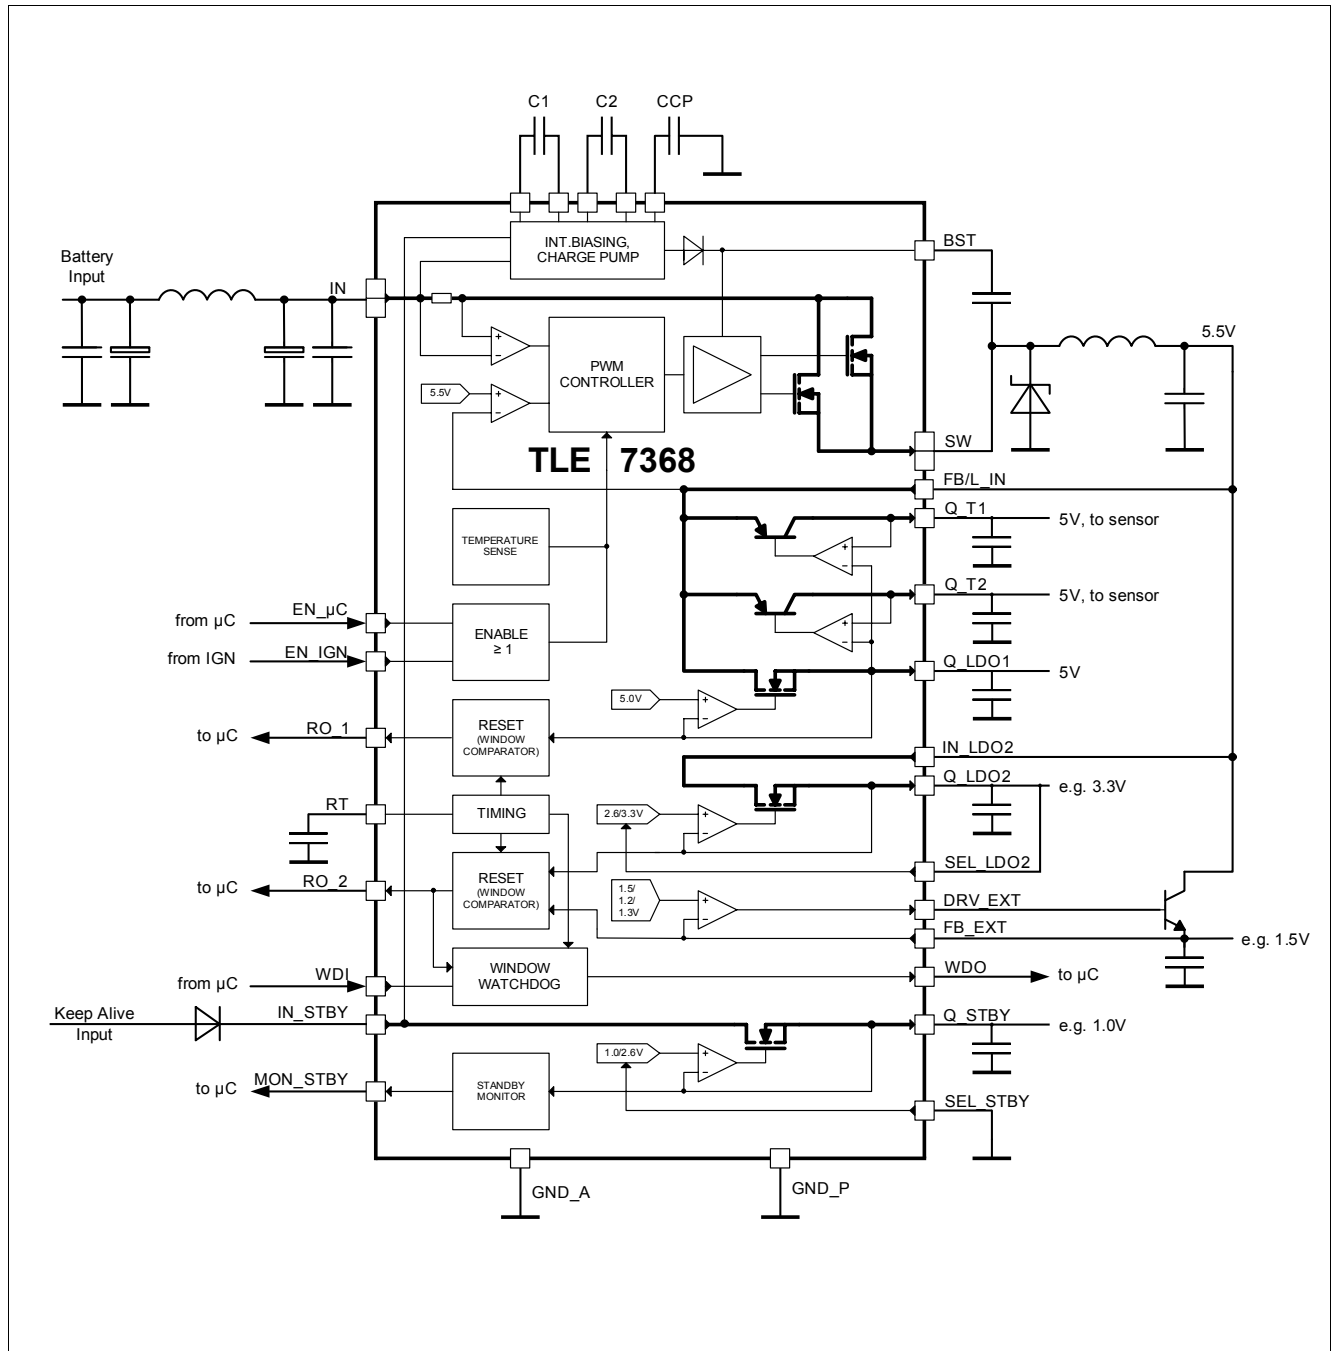 C1
C2
CCP
INT.BIASING,
CHARGE PUMP
BST
Battery
Input
IN
5.5V
PWM
CONTROLLER
+
−
5.5V
+
−
TLE 7368
SW
FB/L_IN
Q_T1
5V, to sensor
+
−
TEMPERATURE
SENSE
Q_T2
5V, to sensor
+
−
from µC
EN_µC
ENABLE
≥ 1
from IGN
EN_IGN
Q_LDO1
5V
5.0V
+
−
to µC
RO_1
RESET
(WINDOW
COMPARATOR)
IN_LDO2
Q_LDO2
e.g. 3.3V
RT
TIMING
2.6/3.3V
+
−
SEL_LDO2
to µC
RO_2
RESET
(WINDOW
COMPARATOR)
1.5/
1.2/
1.3V
+
−
DRV_EXT
FB_EXT
e.g. 1.5V
from µC
WDI
WINDOW
WATCHDOG
WDO
to µC
Keep Alive
Input
IN_STBY
Q_STBY
e.g. 1.0V
1.0/2.6V
+
−
to µC
MON_STBY
STANDBY
MONITOR
SEL_STBY
GND_A
GND_P